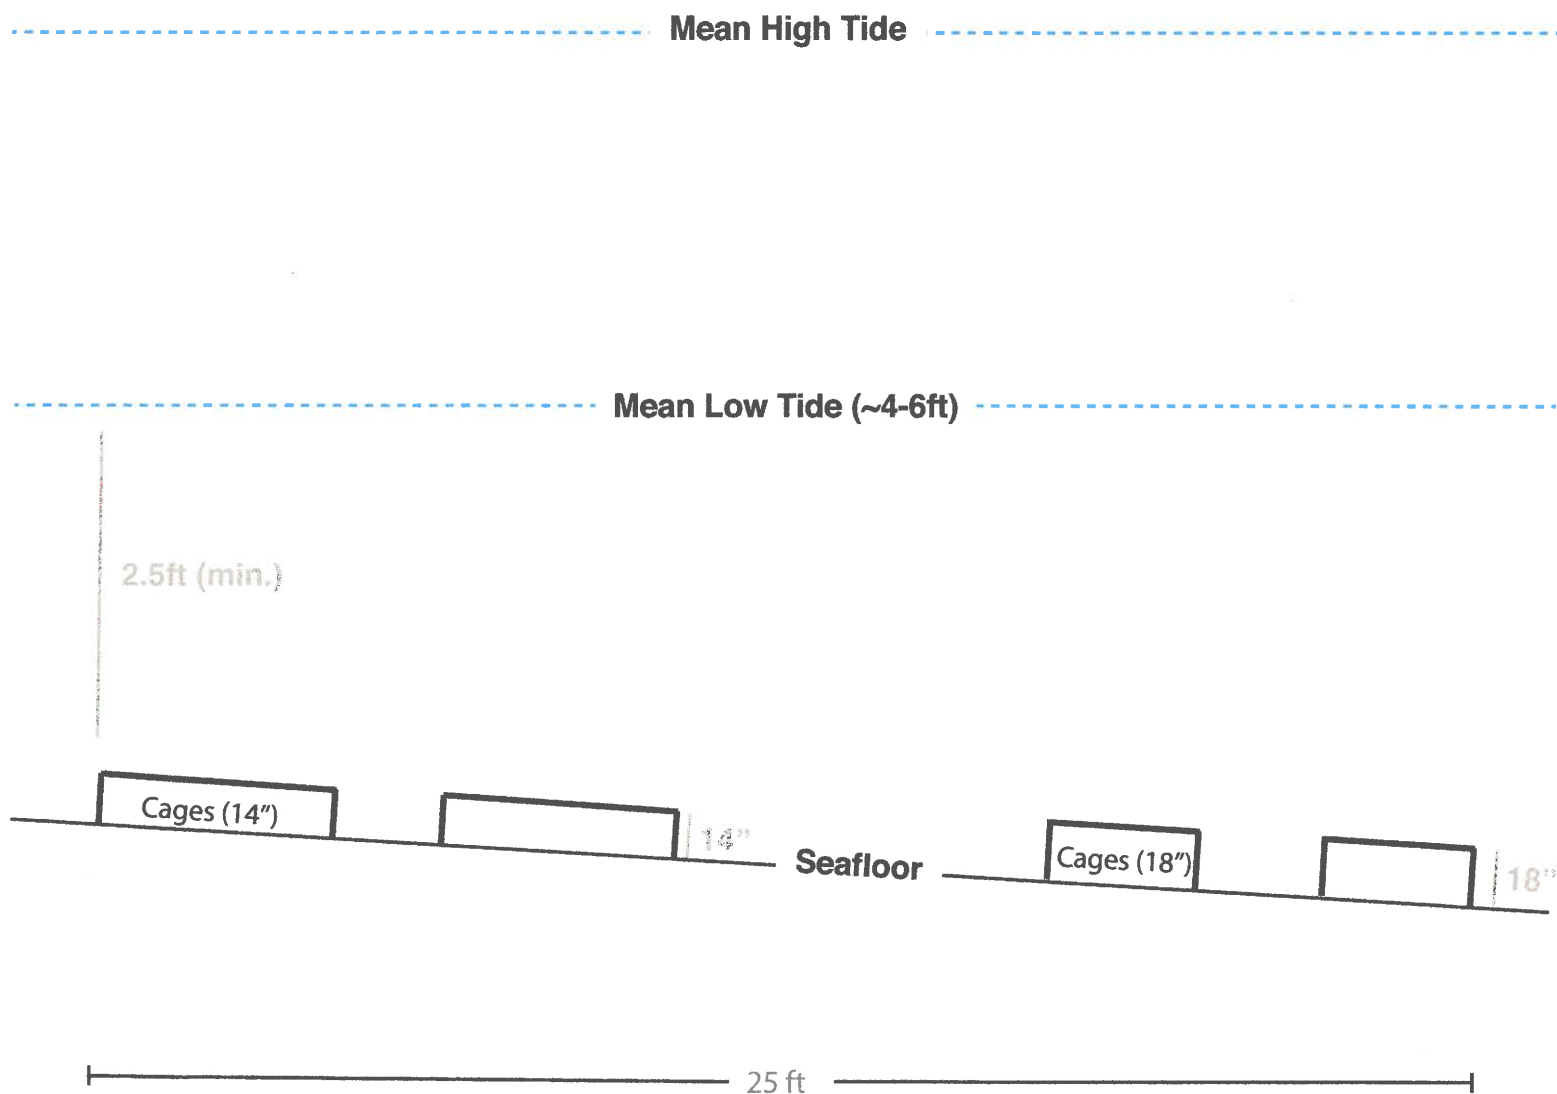 Mean High Tide
Mean Low Tide (~4-6ft)
2.5ft (min.)
Cages (14")
14"
Seafloor
Cages (18")
18"
25 ft